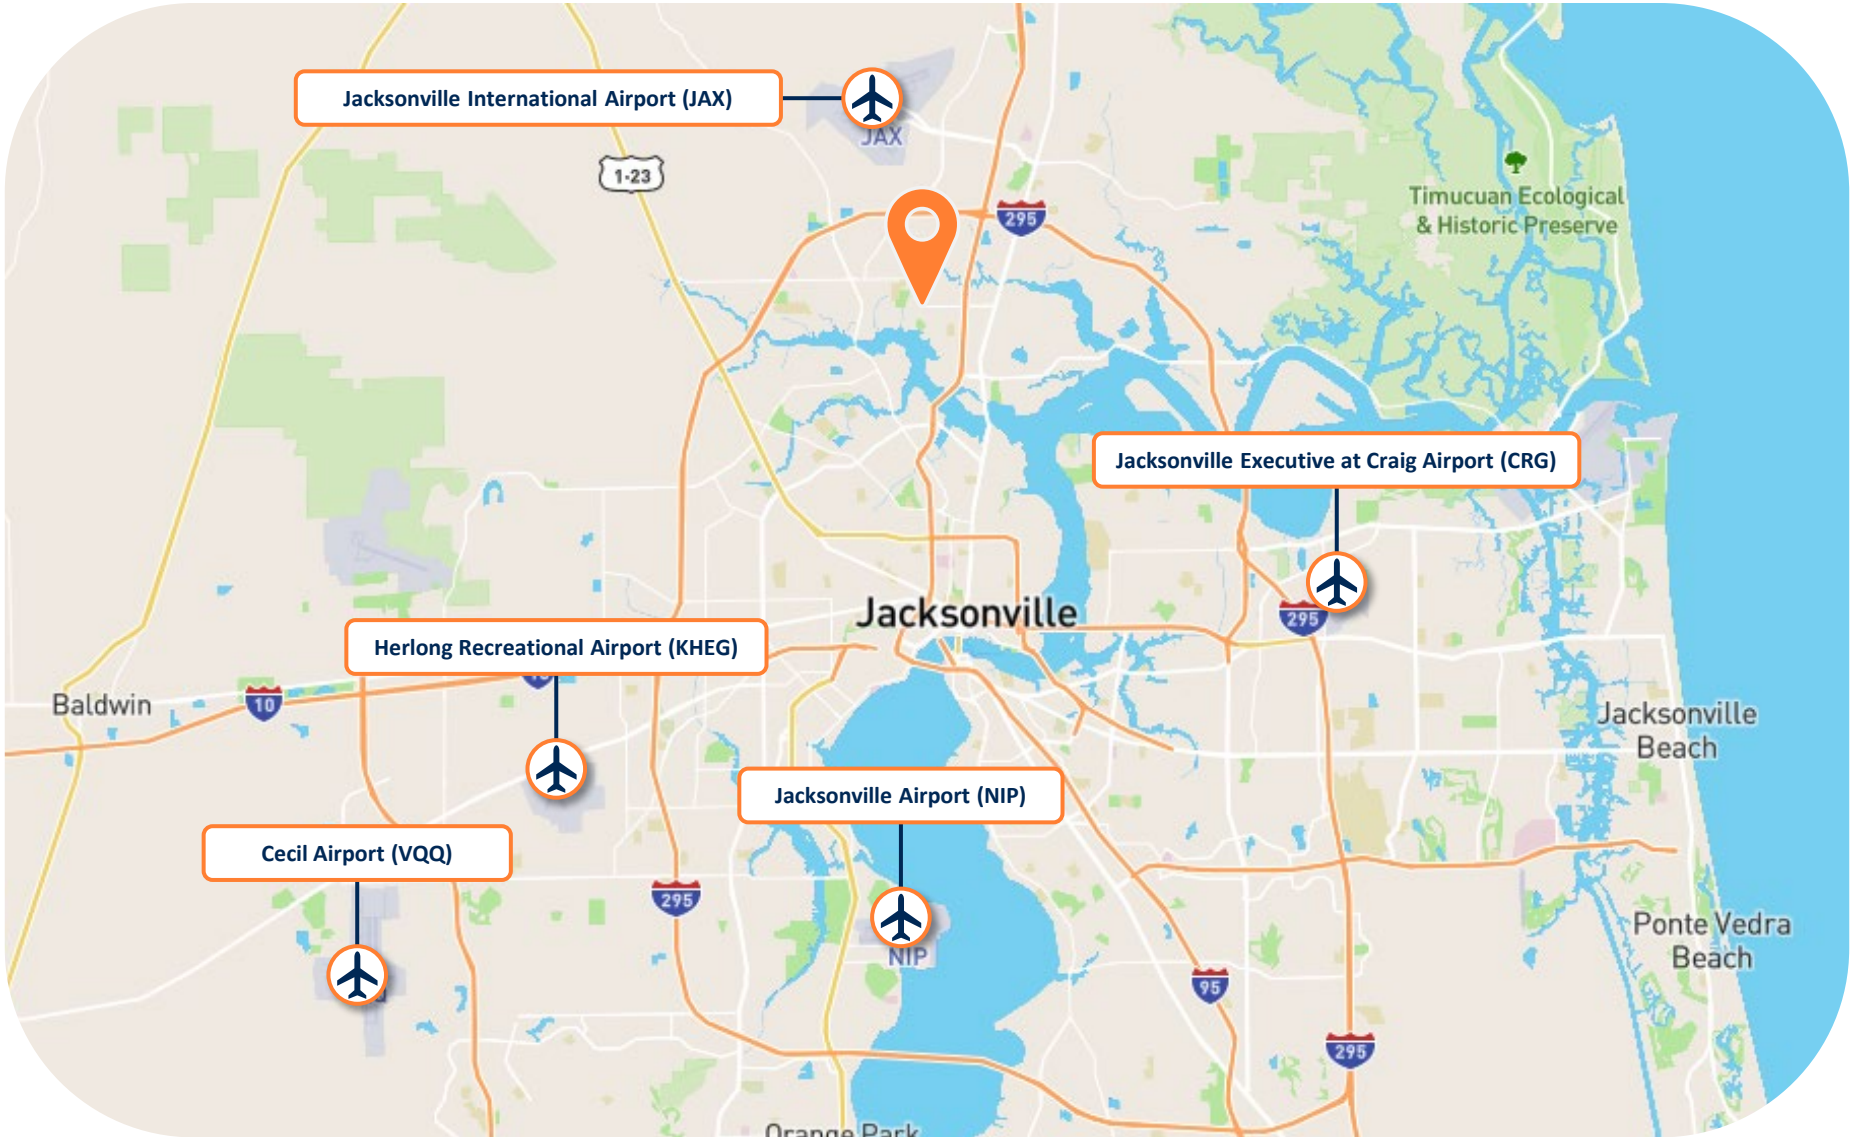 Jacksonville International Airport (JAX)
JAX
1-23
295
Timucuan Ecological
& Historic Preserve
Jacksonville Executive at Craig Airport (CRG)
Jacksonville
295
Herlong Recreational Airport (KHEG)
Baldwin
10
Jacksonville
Beach
Jacksonville Airport (NIP)
Cecil Airport (VQQ)
295
NIP
Ponte Vedra
Beach
95
295
Orange Park